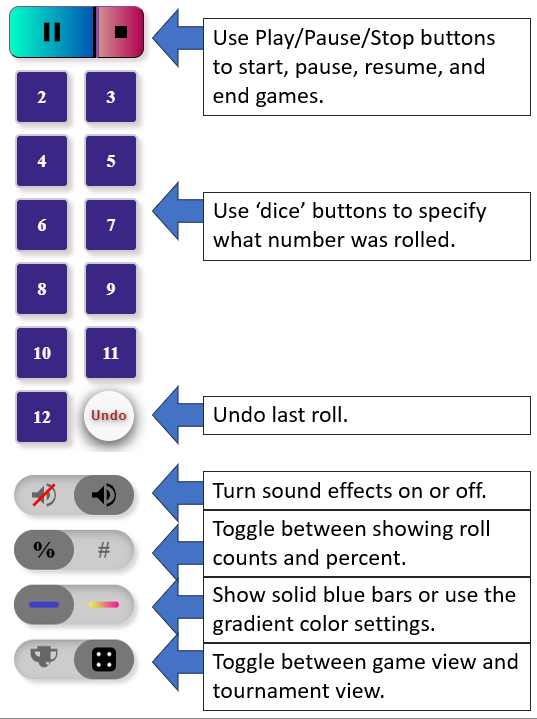 Use Play/Pause/Stop buttons
to start, pause, resume, and
end games.
2 3
4 5
Use ‘dice’ buttons to specify
what number was rolled.
6 7
8 9
10 11
12 Undo
Undo last roll.
Turn sound effects on or off.
Toggle between showing roll
counts and percent.
% #
Show solid blue bars or use the
gradient color settings.
Toggle between game view and
tournament view.